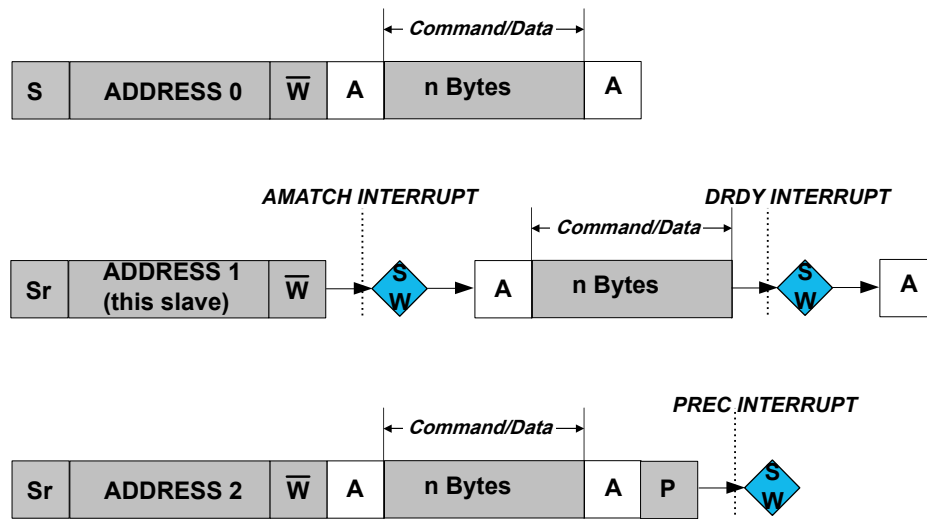 Command/Data
S ADDRESS 0 W̅ A n Bytes A
AMATCH INTERRUPT DRDY INTERRUPT
Command/Data
Sr ADDRESS 1 (this slave) W̅ S W A n Bytes S W A
PREC INTERRUPT
Command/Data
Sr ADDRESS 2 W̅ A n Bytes A P S W